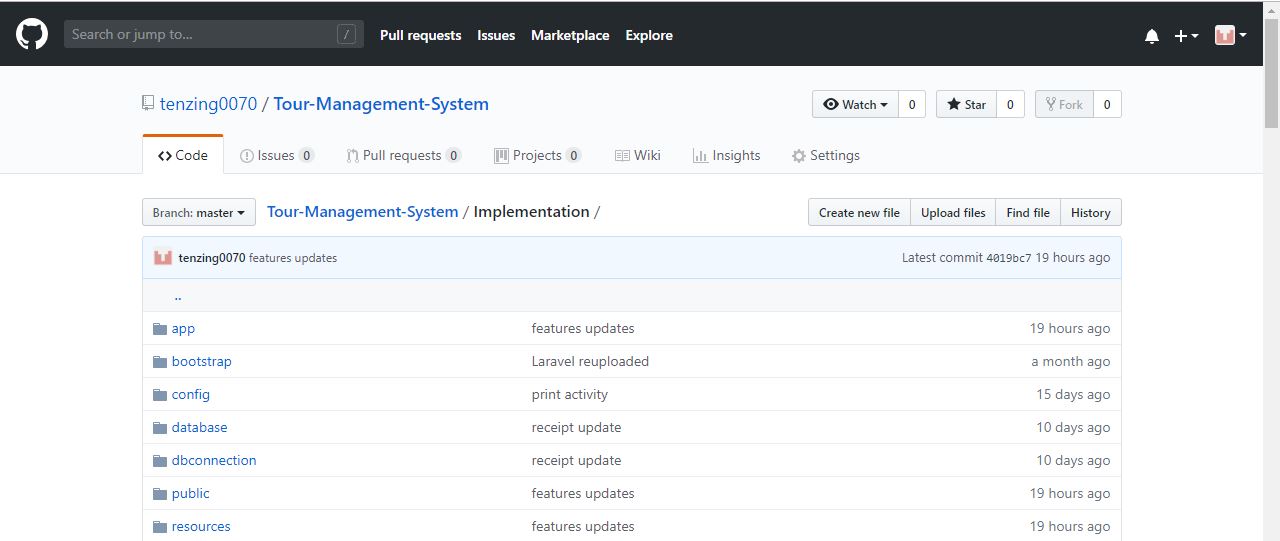 Search or jump to... / Pull requests Issues Marketplace Explore
tenzing0070 / Tour-Management-System Watch 0 Star 0 Fork 0
Code Issues 0 Pull requests 0 Projects 0 Wiki Insights Settings
Branch: master Tour-Management-System / Implementation / Create new file Upload files Find file History
tenzing0070 features updates Latest commit 4019bc7 19 hours ago
..
app features updates 19 hours ago
bootstrap Laravel reuploaded a month ago
config print activity 15 days ago
database receipt update 10 days ago
dbconnection receipt update 10 days ago
public features updates 19 hours ago
resources features updates 19 hours ago